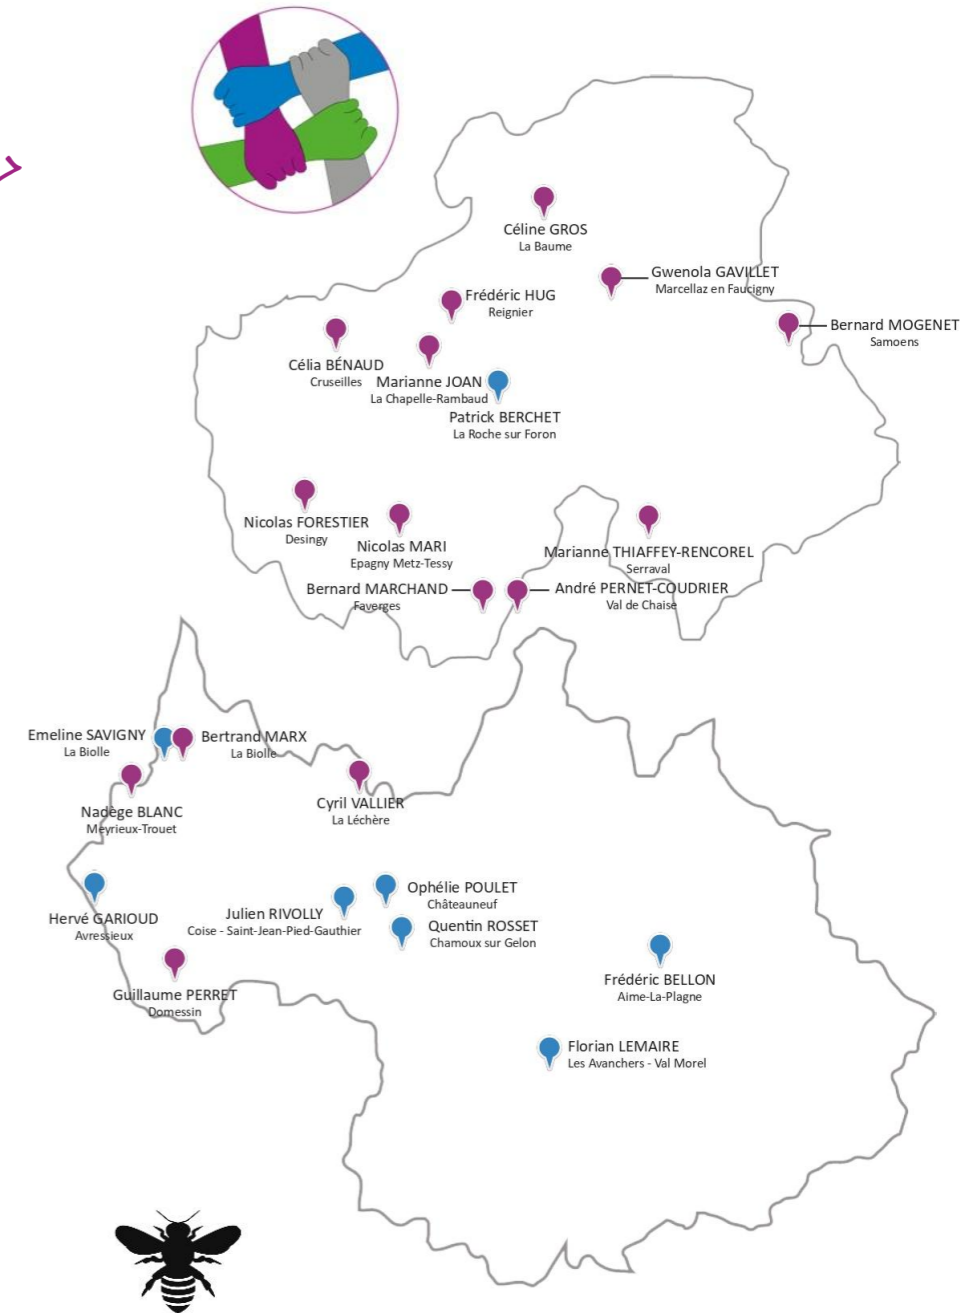 Céline GROS
La Baume
Gwenola GAVILLET
Marcellaz en Faucigny
Frédéric HUG
Reignier
Bernard MOGENET
Samoens
Célia BÉNAUD
Cruseilles
Marianne JOAN
La Chapelle-Rambaud
Patrick BERCHET
La Roche sur Foron
Nicolas FORESTIER
Desingy
Nicolas MARI
Epagny Metz-Tessy
Marianne THIAFFEY-RENCOREL
Serraval
Bernard MARCHAND
Faverges
André PERNET-COUDRIER
Val de Chaise
Emeline SAVIGNY
La Biolle
Bertrand MARX
La Biolle
Nadège BLANC
Meyrieux-Trouet
Cyril VALLIER
La Léchère
Hervé GARIOUD
Avressieux
Julien RIVOLLY
Coise - Saint-Jean-Pied-Gauthier
Ophélie POULET
Châteauneuf
Quentin ROSSET
Chamoux sur Gelon
Guillaume PERRET
Domessin
Frédéric BELLON
Aime-La-Plagne
Florian LEMAIRE
Les Avanchers - Val Morel